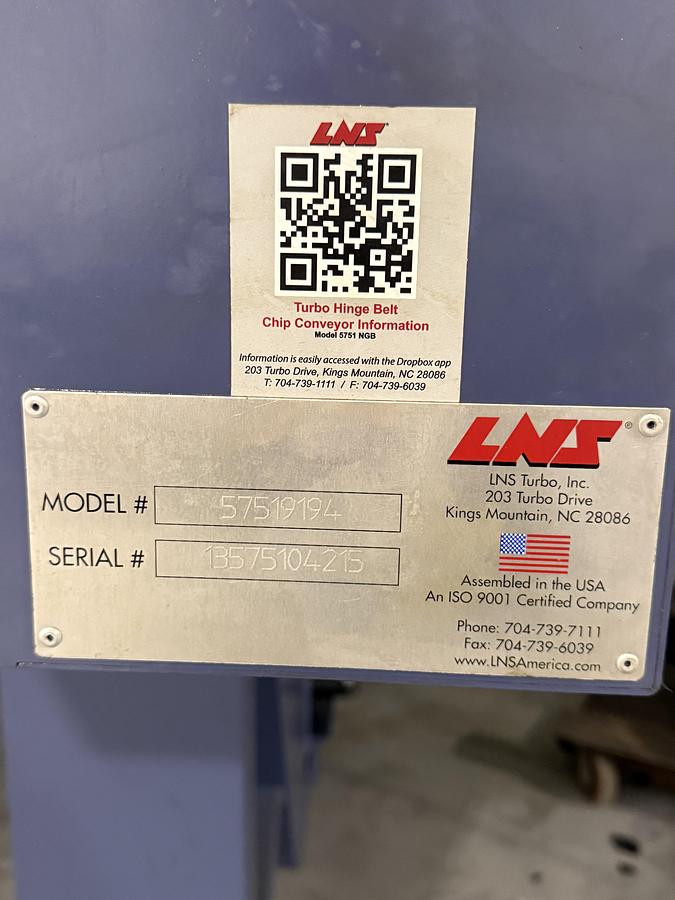 LNS®
Turbo Hinge Belt
Chip Conveyor Information
Model 5751 NGB
Information is easily accessed with the Dropbox app
203 Turbo Drive, Kings Mountain, NC 28086
T: 704-739-1111 / F: 704-739-6039
LNS®
LNS Turbo, Inc.
203 Turbo Drive
Kings Mountain, NC 28086
MODEL # 57519194
SERIAL # 13575104215
Assembled in the USA
An ISO 9001 Certified Company
Phone: 704-739-7111
Fax: 704-739-6039
www.LNSAmerica.com